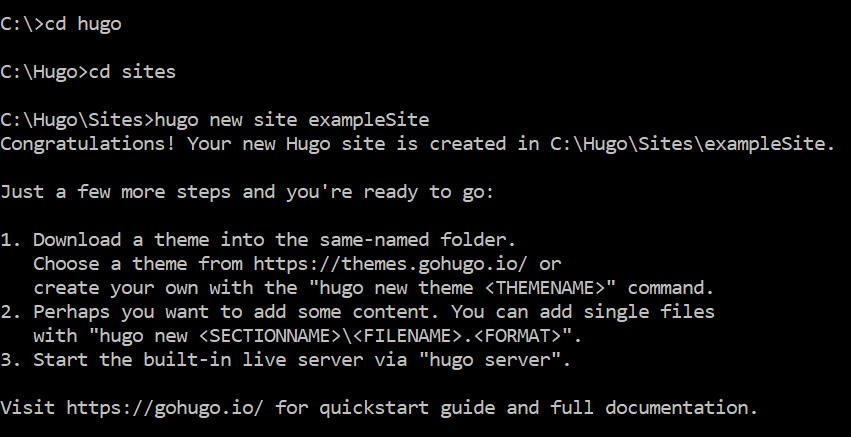 C:\>cd hugo
C:\Hugo>cd sites
C:\Hugo\Sites>hugo new site exampleSite
Congratulations! Your new Hugo site is created in C:\Hugo\Sites\exampleSite.
Just a few more steps and you're ready to go:
1. Download a theme into the same-named folder.
   Choose a theme from https://themes.gohugo.io/ or
   create your own with the "hugo new theme <THEMENAME>" command.
2. Perhaps you want to add some content. You can add single files
   with "hugo new <SECTIONNAME>\<FILENAME>.<FORMAT>".
3. Start the built-in live server via "hugo server".
Visit https://gohugo.io/ for quickstart guide and full documentation.